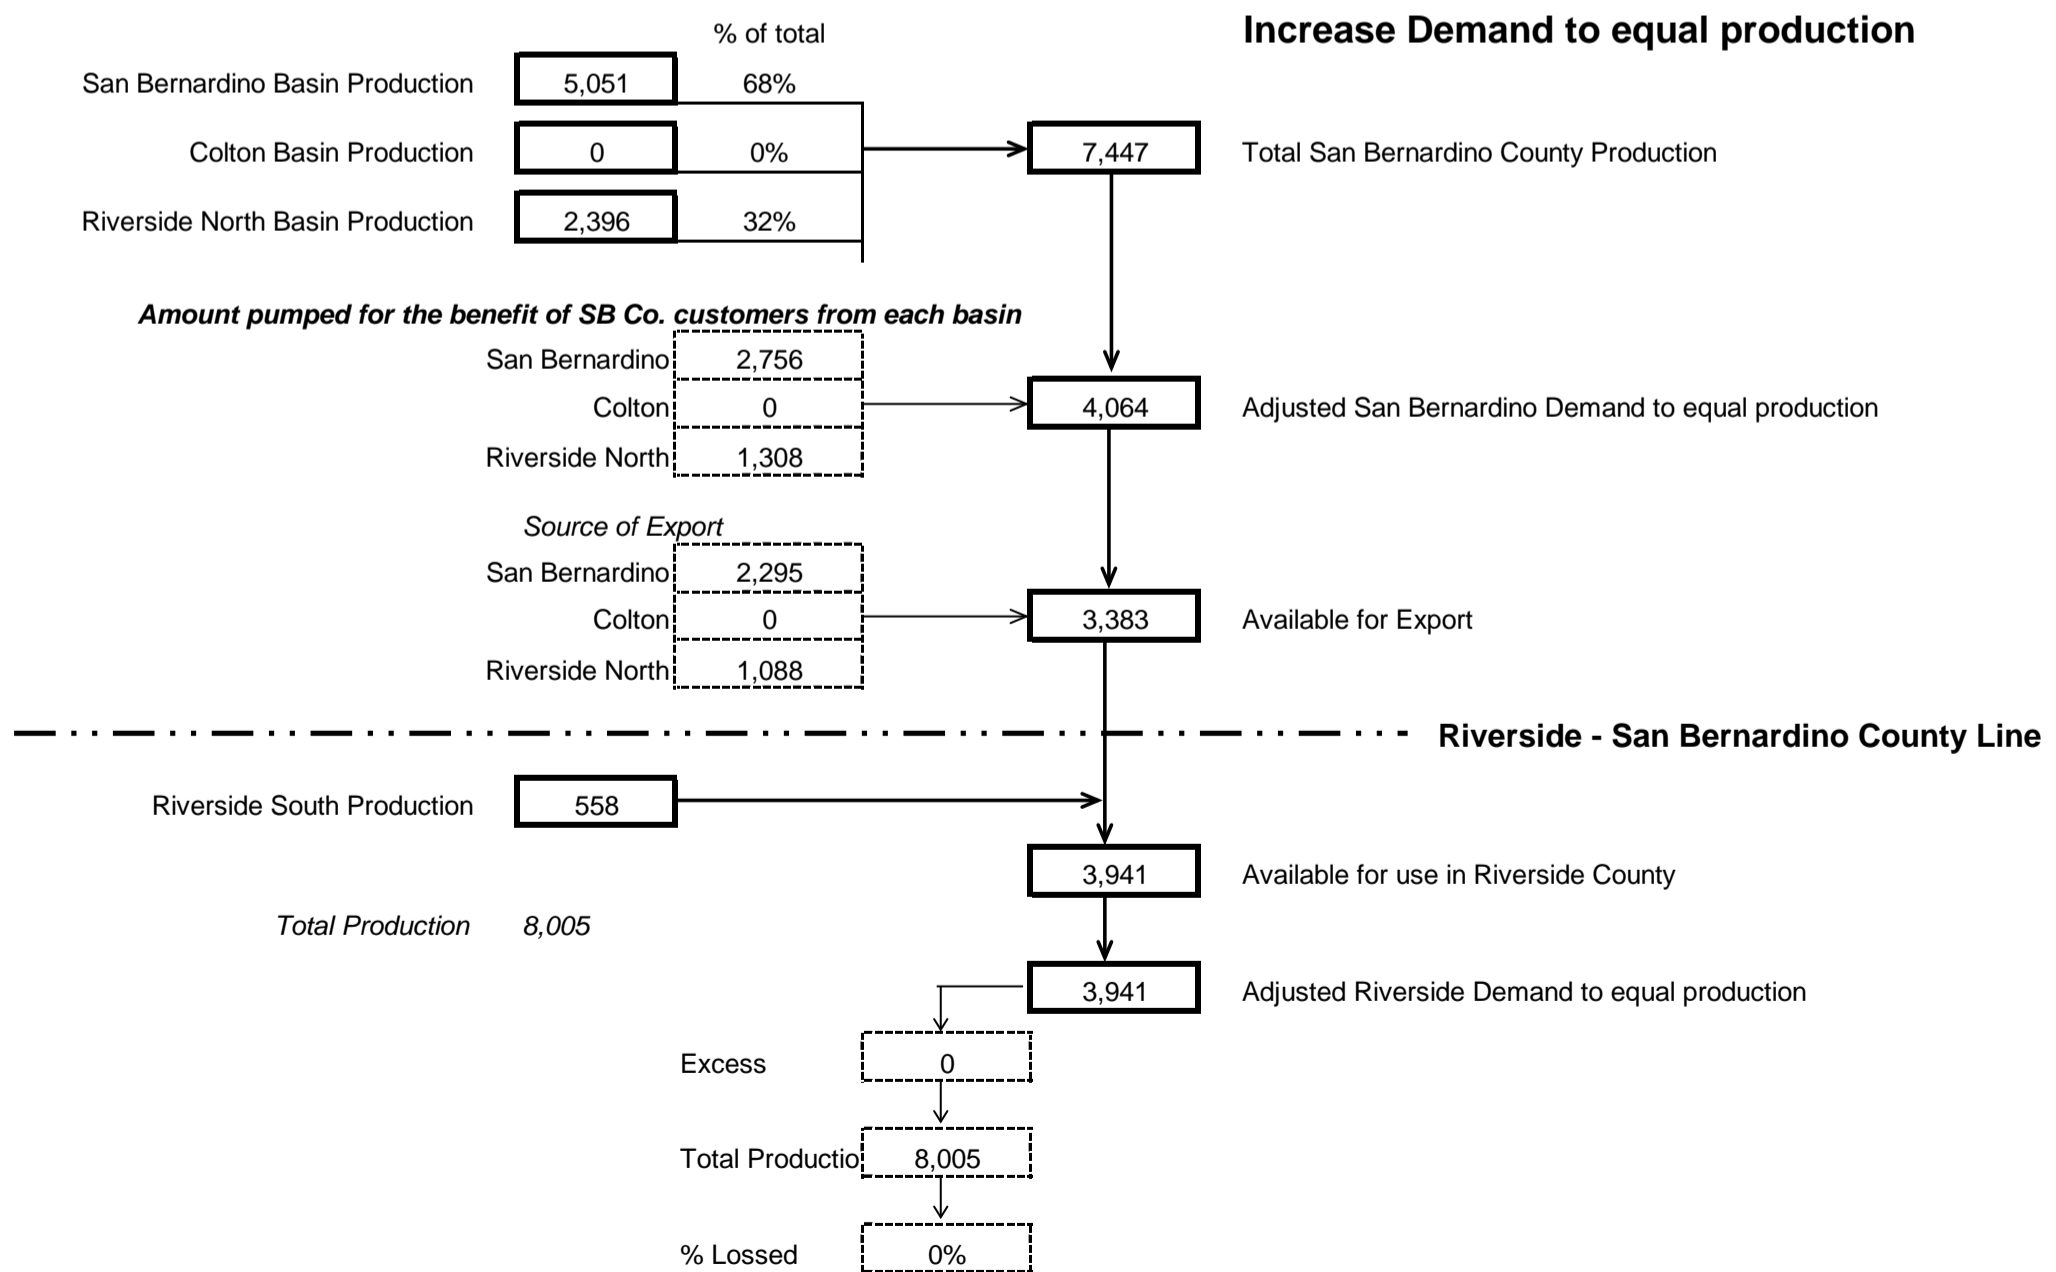 % of total
Increase Demand to equal production
San Bernardino Basin Production 5,051 68%
Colton Basin Production 0 0% 7,447 Total San Bernardino County Production
Riverside North Basin Production 2,396 32%
Amount pumped for the benefit of SB Co. customers from each basin
San Bernardino 2,756
Colton 0 4,064 Adjusted San Bernardino Demand to equal production
Riverside North 1,308
Source of Export
San Bernardino 2,295
Colton 0 3,383 Available for Export
Riverside North 1,088
Riverside - San Bernardino County Line
Riverside South Production 558
3,941 Available for use in Riverside County
Total Production 8,005
3,941 Adjusted Riverside Demand to equal production
Excess 0
Total Productio 8,005
% Lossed 0%